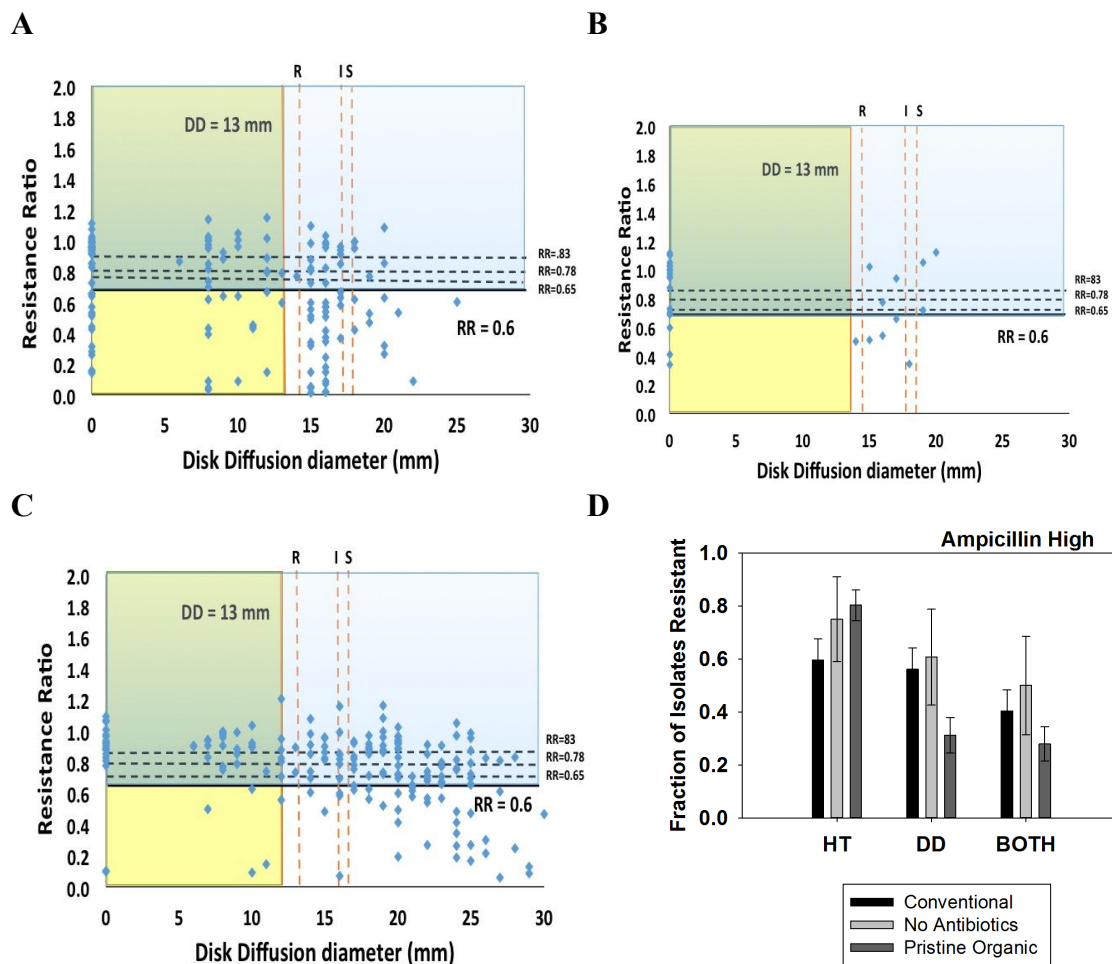 A
R I S
2.0
1.8
1.6
1.4
1.2
1.0
0.8
0.6
0.4
0.2
0.0
Resistance Ratio
DD = 13 mm
RR=.83
RR=0.78
RR=0.65
RR = 0.6
0 5 10 15 20 25 30
Disk Diffusion diameter (mm)
B
R I S
2.0
1.8
1.6
1.4
1.2
1.0
0.8
0.6
0.4
0.2
0.0
Resistance Ratio
DD = 13 mm
RR=83
RR=0.78
RR=0.65
RR = 0.6
0 5 10 15 20 25 30
Disk Diffusion diameter (mm)
C
R I S
2.0
1.8
1.6
1.4
1.2
1.0
0.8
0.6
0.4
0.2
0.0
Resistance Ratio
DD = 13 mm
RR=83
RR=0.78
RR=0.65
RR = 0.6
0 5 10 15 20 25 30
Disk Diffusion diameter (mm)
D
Ampicillin High
1.0
0.8
0.6
0.4
0.2
0.0
Fraction of Isolates Resistant
HT DD BOTH
Conventional
No Antibiotics
Pristine Organic